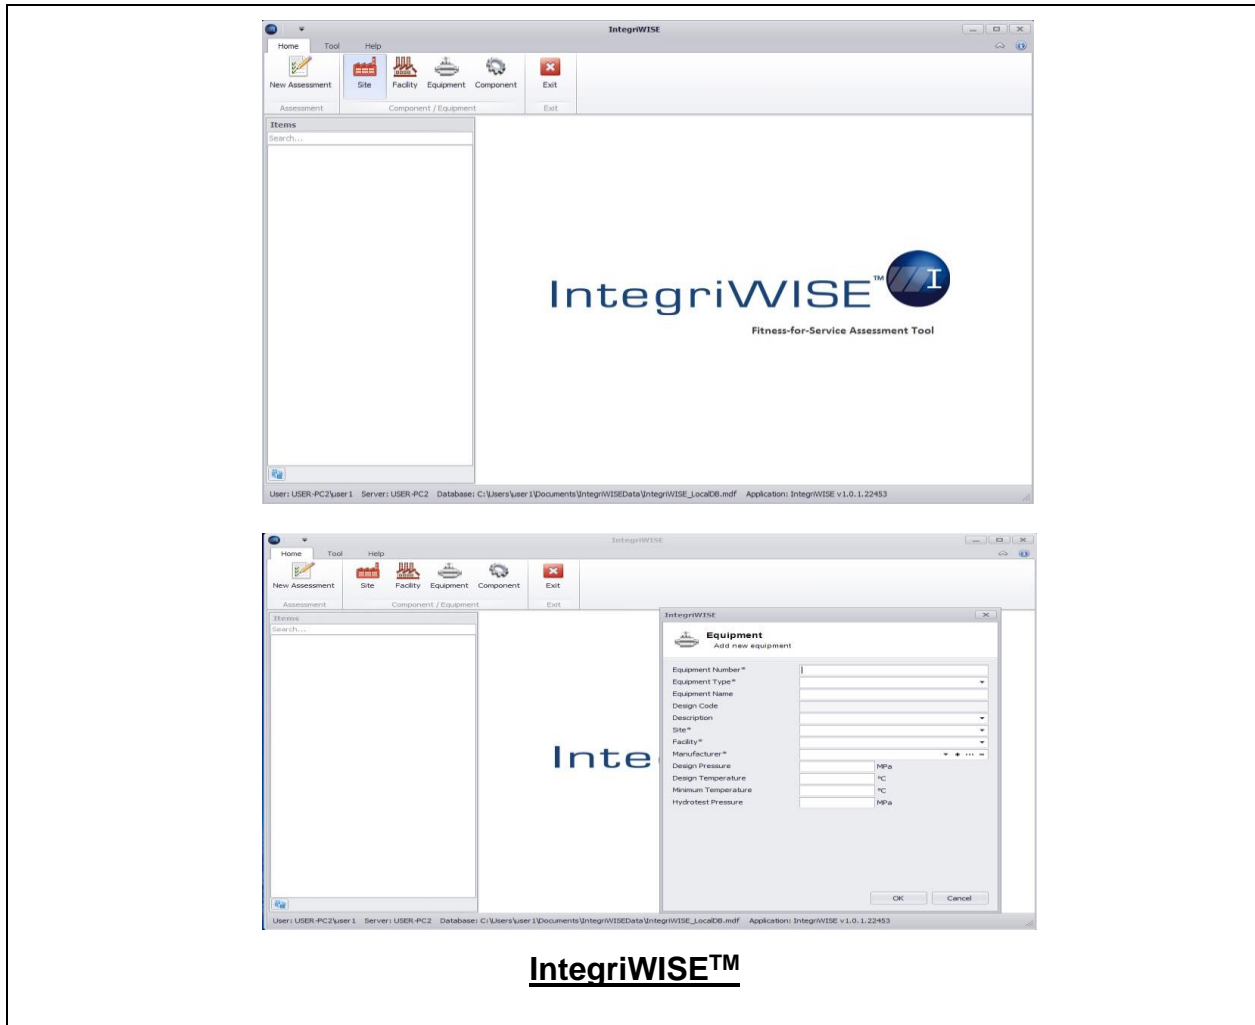 IntegriWISE
Home Tool Help
New Assessment Site Facility Equipment Component Exit
Assessment Component / Equipment Exit
Items
Search...
IntegriWISE™ I
Fitness-for-Service Assessment Tool
User: USER-PC2\user1 Server: USER-PC2 Database: C:\Users\user1\Documents\IntegriWISEData\IntegriWISE_LocalDB.mdf Application: IntegriWISE v1.0.1.22453
IntegriWISE
Home Tool Help
New Assessment Site Facility Equipment Component Exit
Assessment Component / Equipment Exit
Items
Search...
Inte
IntegriWISE
Equipment
Add new equipment
Equipment Number*
Equipment Type*
Equipment Name
Design Code
Description
Site*
Facility*
Manufacturer*
Design Pressure MPa
Design Temperature °C
Minimum Temperature °C
Hydrotest Pressure MPa
OK Cancel
User: USER-PC2\user1 Server: USER-PC2 Database: C:\Users\user1\Documents\IntegriWISEData\IntegriWISE_LocalDB.mdf Application: IntegriWISE v1.0.1.22453
IntegriWISE™